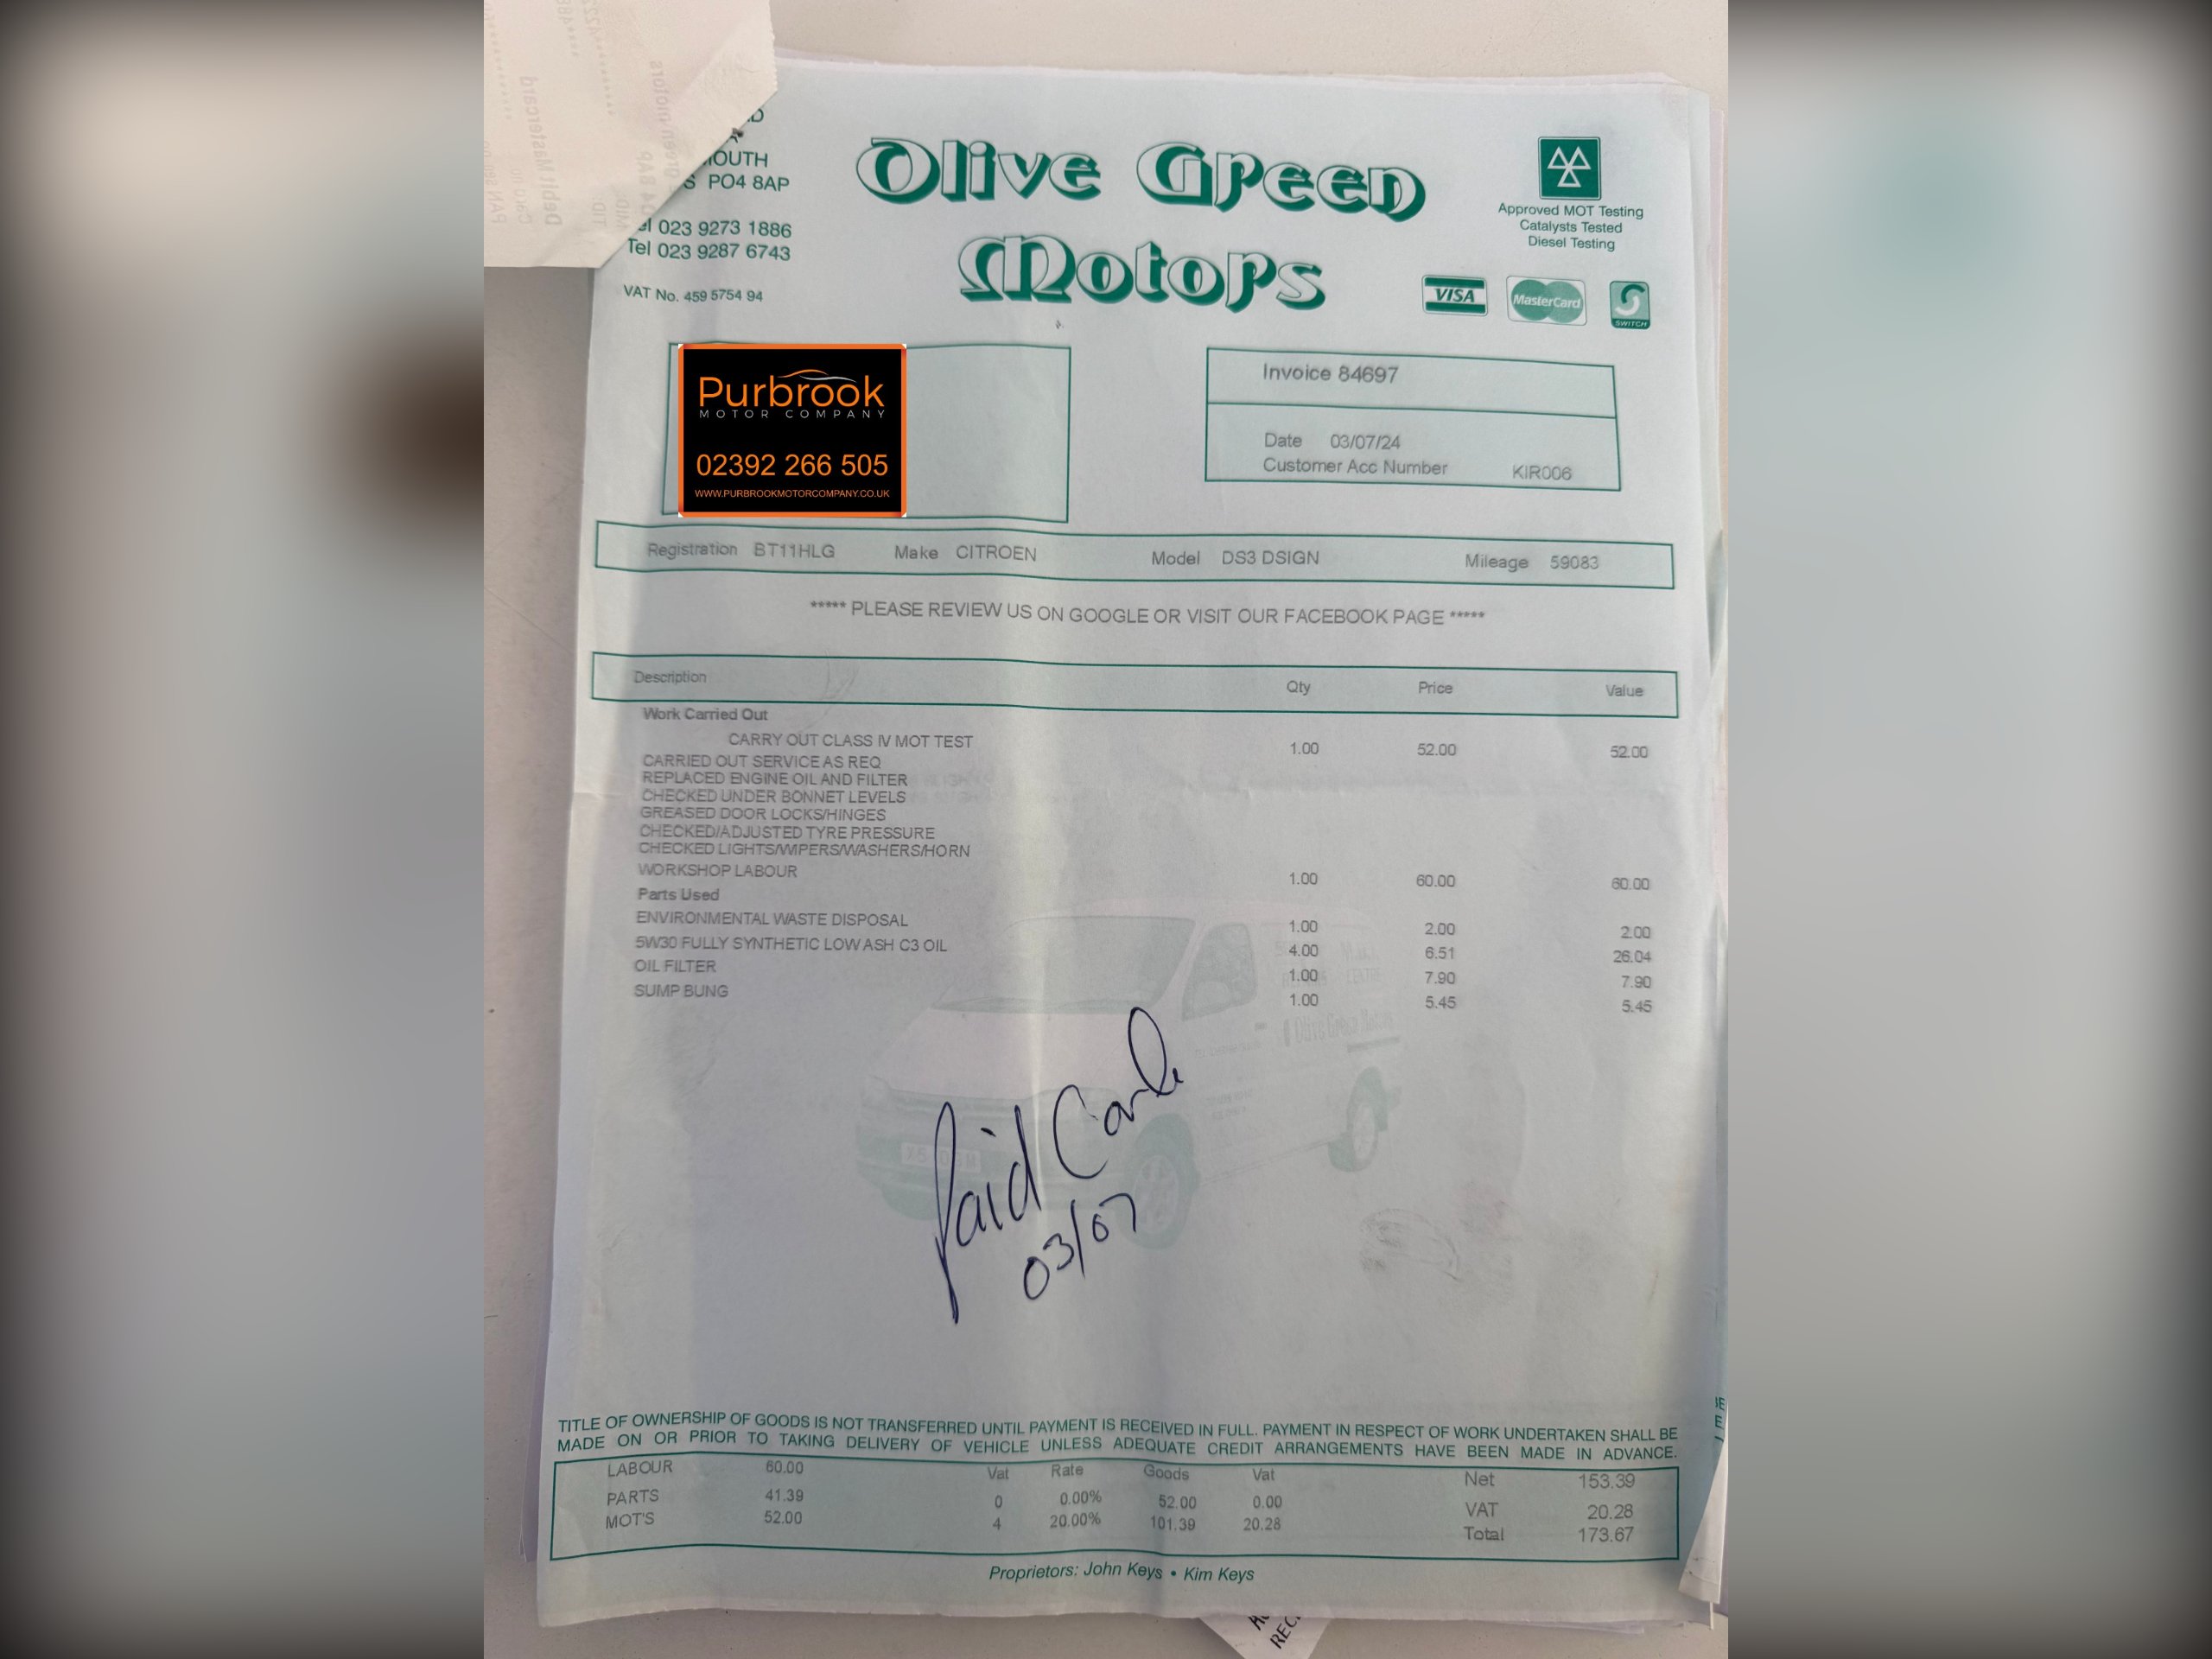 OUTH
PO4 8AP
023 9273 1886
Tel 023 9287 6743
VAT No. 459 5754 94
Olive Green
Motors
Approved MOT Testing
Catalysts Tested
Diesel Testing
VISA
MasterCard
SWITCH
Debit Mastercard
Purbrook
MOTOR COMPANY
02392 266 505
WWW.PURBROOKMOTORCOMPANY.CO.UK
Invoice 84697
Date 03/07/24
Customer Acc Number KIR006
Registration BT11HLG Make CITROEN Model DS3 DSIGN Mileage 59083
***** PLEASE REVIEW US ON GOOGLE OR VISIT OUR FACEBOOK PAGE *****
Description Qty Price Value
Work Carried Out
CARRY OUT CLASS IV MOT TEST 1.00 52.00 52.00
CARRIED OUT SERVICE AS REQ
REPLACED ENGINE OIL AND FILTER
CHECKED UNDER BONNET LEVELS
GREASED DOOR LOCKS/HINGES
CHECKED/ADJUSTED TYRE PRESSURE
CHECKED LIGHTS/WIPERS/WASHERS/HORN
WORKSHOP LABOUR 1.00 60.00 60.00
Parts Used
ENVIRONMENTAL WASTE DISPOSAL 1.00 2.00 2.00
5W30 FULLY SYNTHETIC LOW ASH C3 OIL 4.00 6.51 26.04
OIL FILTER 1.00 7.90 7.90
SUMP BUNG 1.00 5.45 5.45
Olive Green Motors
Paid Card
03/07
TITLE OF OWNERSHIP OF GOODS IS NOT TRANSFERRED UNTIL PAYMENT IS RECEIVED IN FULL. PAYMENT IN RESPECT OF WORK UNDERTAKEN SHALL BE
MADE ON OR PRIOR TO TAKING DELIVERY OF VEHICLE UNLESS ADEQUATE CREDIT ARRANGEMENTS HAVE BEEN MADE IN ADVANCE.
LABOUR 60.00 Vat Rate Goods Vat Net 153.39
PARTS 41.39 0 0.00% 52.00 0.00 VAT 20.28
MOT'S 52.00 4 20.00% 101.39 20.28 Total 173.67
Proprietors: John Keys • Kim Keys